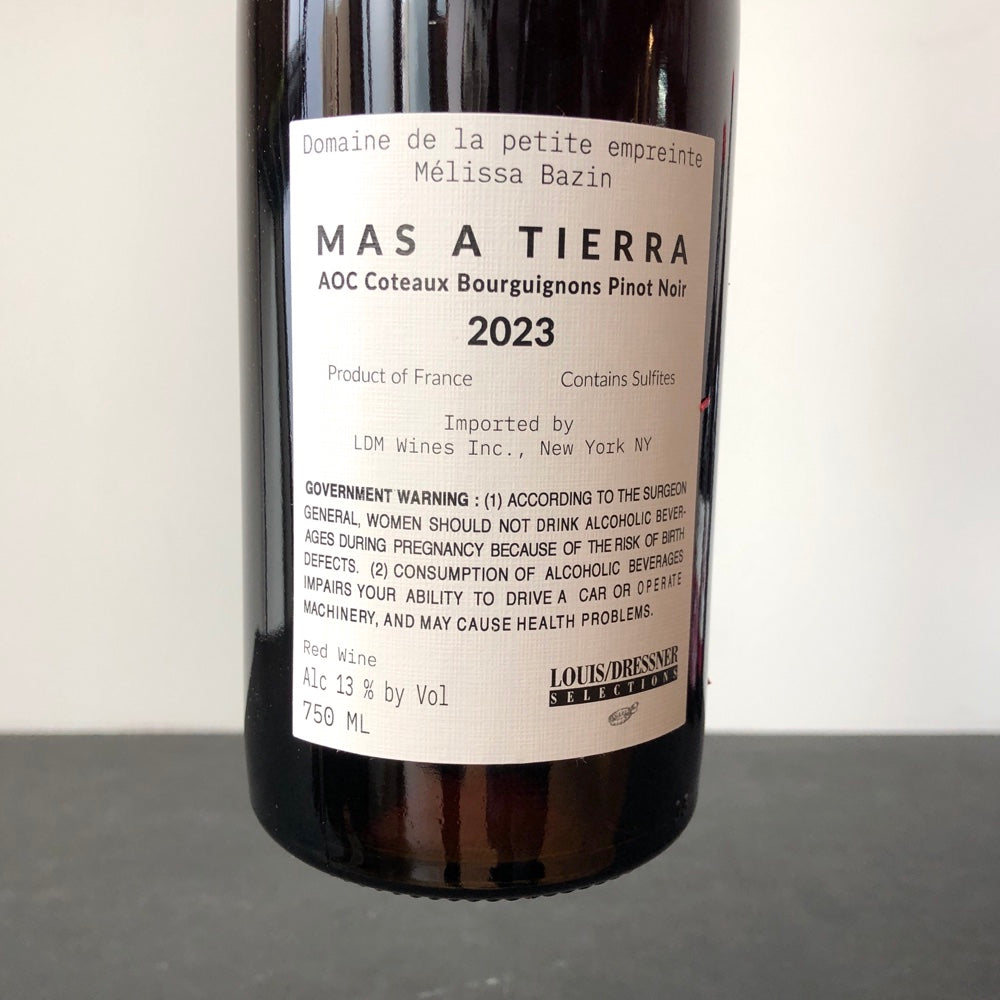 Domaine de la petite empreinte
Mélissa Bazin
MAS A TIERRA
AOC Coteaux Bourguignons Pinot Noir
2023
Product of France Contains Sulfites
Imported by
LDM Wines Inc., New York NY
GOVERNMENT WARNING : (1) ACCORDING TO THE SURGEON
GENERAL, WOMEN SHOULD NOT DRINK ALCOHOLIC BEVER-
AGES DURING PREGNANCY BECAUSE OF THE RISK OF BIRTH
DEFECTS. (2) CONSUMPTION OF ALCOHOLIC BEVERAGES
IMPAIRS YOUR ABILITY TO DRIVE A CAR OR OPERATE
MACHINERY, AND MAY CAUSE HEALTH PROBLEMS.
Red Wine
Alc 13 % by Vol
750 ML
LOUIS/DRESSNER
SELECTIONS